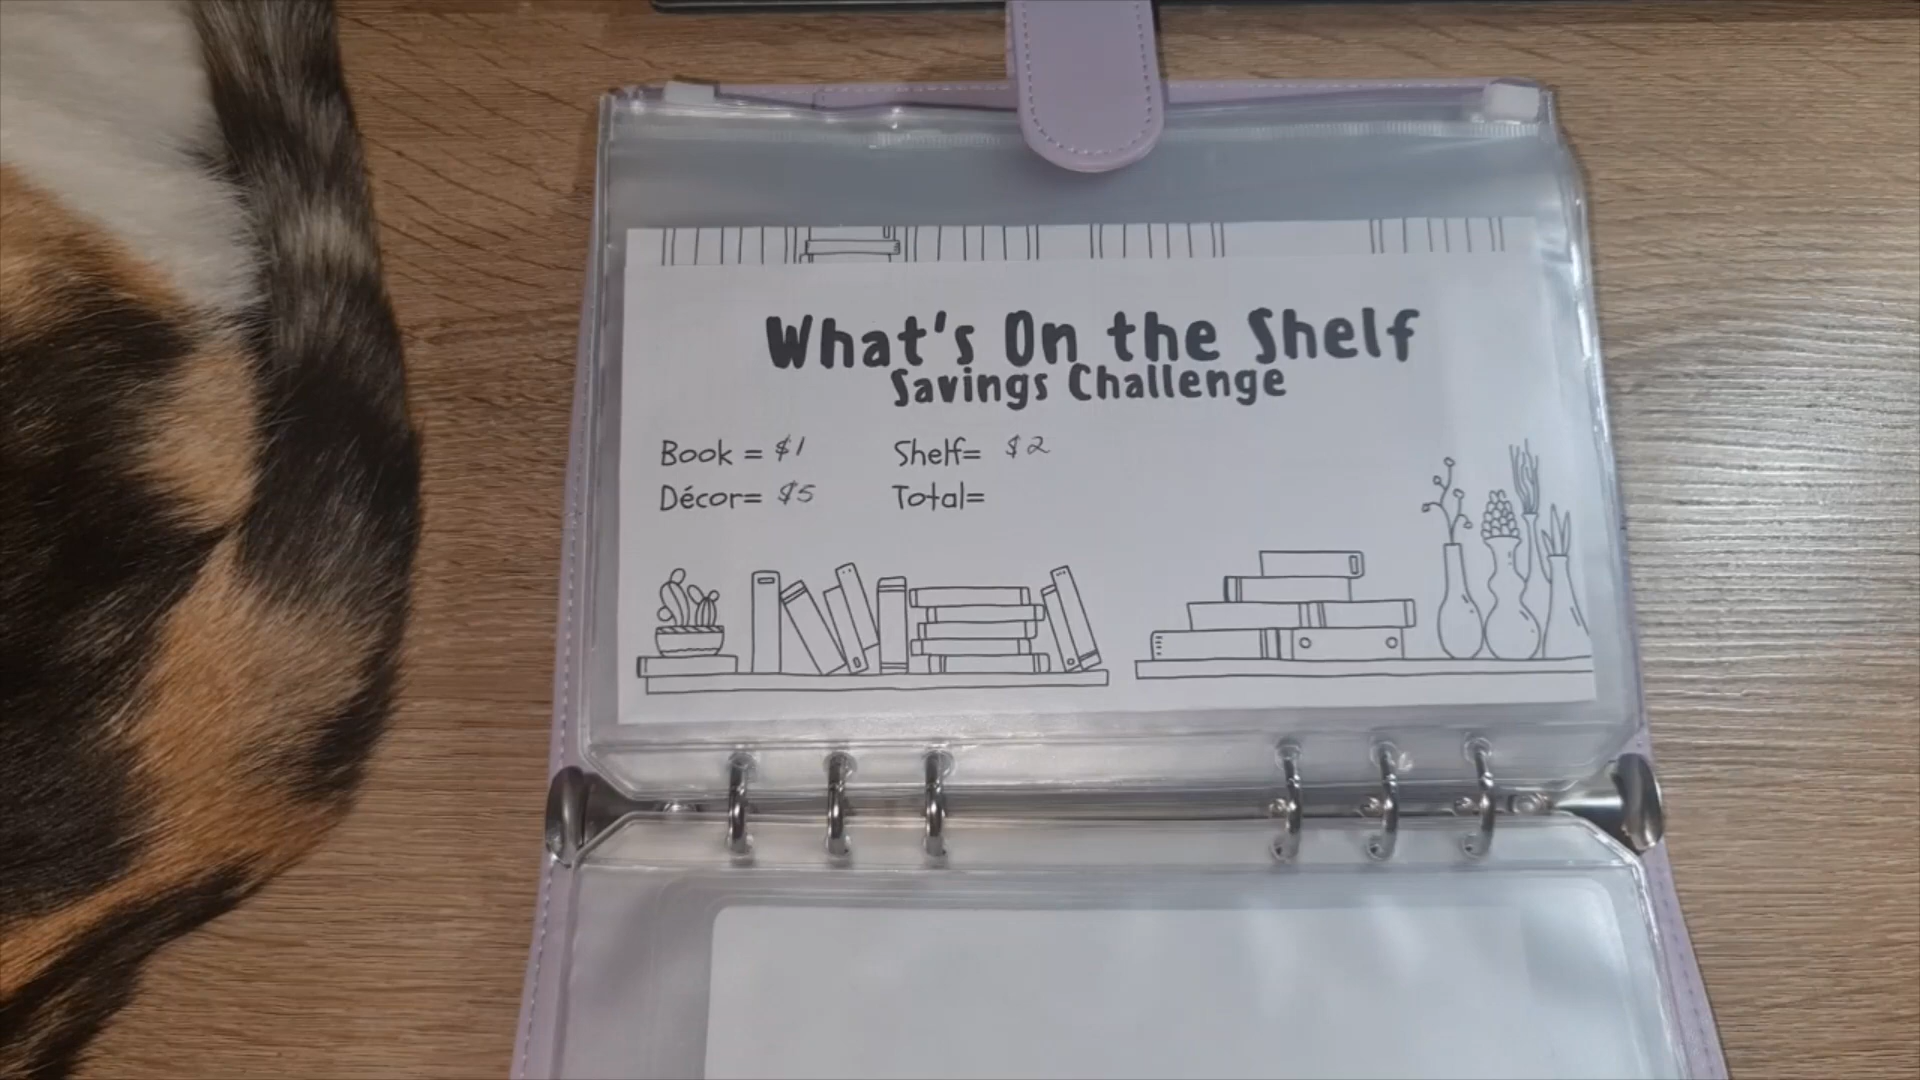 What's On the Shelf
Savings Challenge
Book = $1 Shelf= $2
Décor= $5 Total=